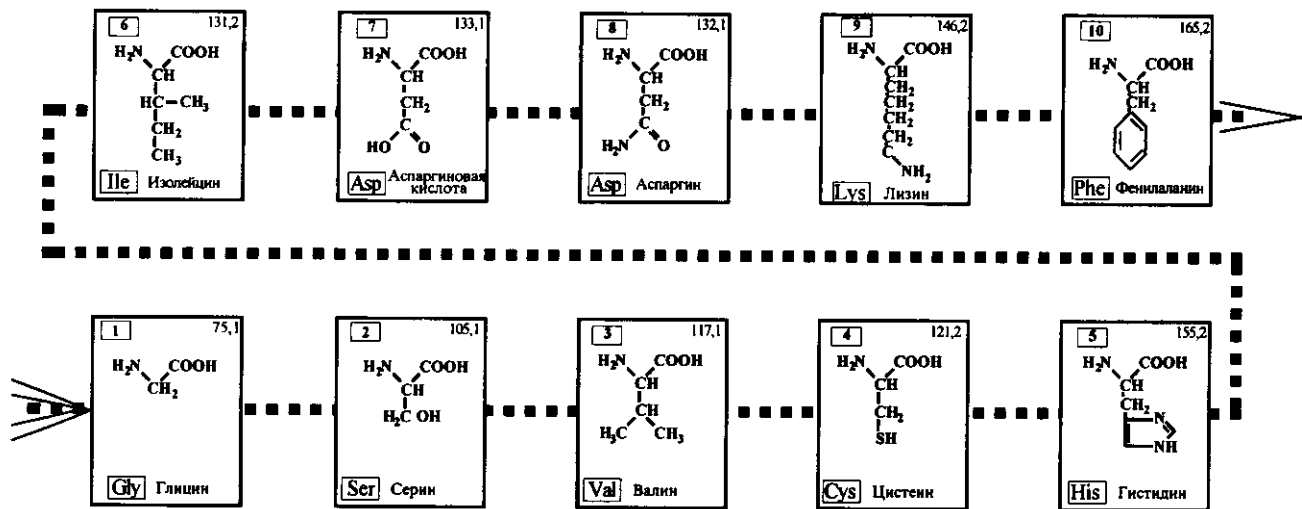 6 131,2
H₂N COOH
CH
HC–CH₃
CH₂
CH₃
Ile Изолейцин
7 133,1
H₂N COOH
CH
CH₂
C
HO O
Asp Аспаргиновая
кислота
8 132,1
H₂N COOH
CH
CH₂
C
H₂N O
Asp Аспаргин
9 146,2
H₂N COOH
CH
CH₂
CH₂
CH₂
C
NH₂
Lys Лизин
10 165,2
H₂N COOH
CH
CH₂
Phe Фенилаланин
1 75,1
H₂N COOH
CH₂
Gly Глицин
2 105,1
H₂N COOH
CH
H₂C OH
Ser Серин
3 117,1
H₂N COOH
CH
CH
H₃C CH₃
Val Валин
4 121,2
H₂N COOH
CH
CH₂
SH
Cys Цистеин
5 155,2
H₂N COOH
CH
CH₂
N
NH
His Гистидин